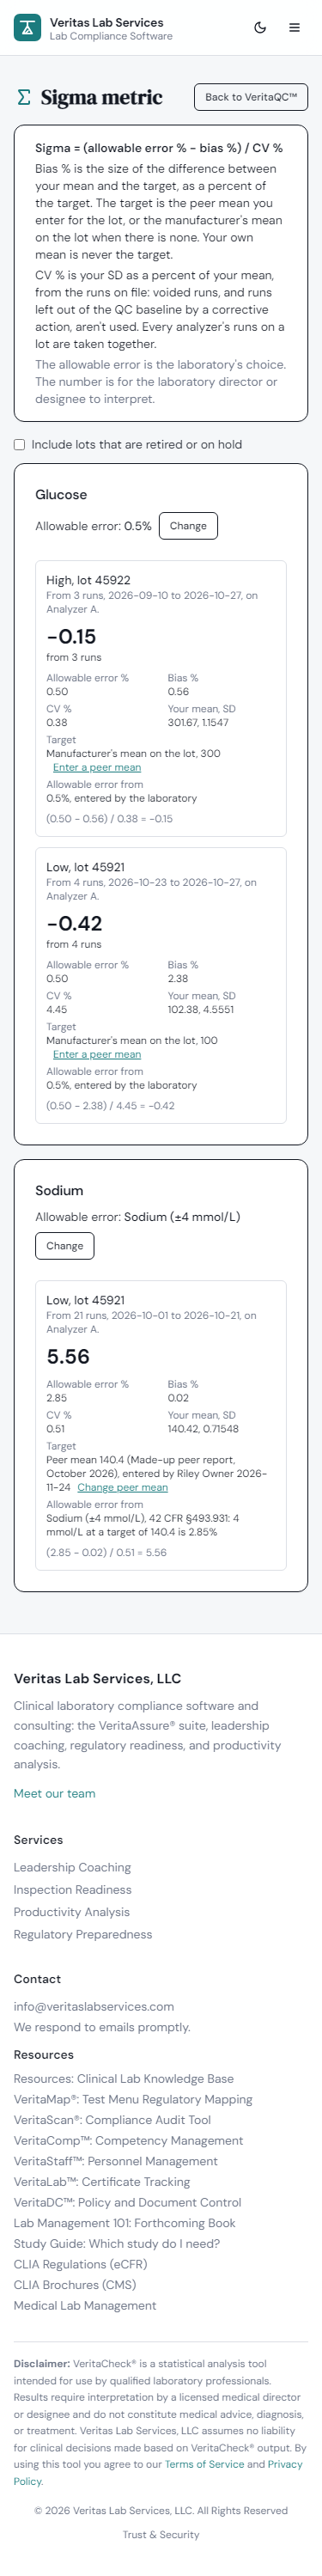 Veritas Lab Services
Lab Compliance Software
Sigma metric
Back to VeritaQC™
Sigma = (allowable error % - bias %) / CV %
Bias % is the size of the difference between
your mean and the target, as a percent of
the target. The target is the peer mean you
enter for the lot, or the manufacturer's mean
on the lot when there is none. Your own
mean is never the target.
CV % is your SD as a percent of your mean,
from the runs on file: voided runs, and runs
left out of the QC baseline by a corrective
action, aren't used. Every analyzer's runs on a
lot are taken together.
The allowable error is the laboratory's choice.
The number is for the laboratory director or
designee to interpret.
Include lots that are retired or on hold
Glucose
Allowable error: 0.5% Change
High, lot 45922
From 3 runs, 2026-09-10 to 2026-10-27, on
Analyzer A.
-0.15
from 3 runs
Allowable error % Bias %
0.50 0.56
CV % Your mean, SD
0.38 301.67, 1.1547
Target
Manufacturer's mean on the lot, 300
Enter a peer mean
Allowable error from
0.5%, entered by the laboratory
(0.50 - 0.56) / 0.38 = -0.15
Low, lot 45921
From 4 runs, 2026-10-23 to 2026-10-27, on
Analyzer A.
-0.42
from 4 runs
Allowable error % Bias %
0.50 2.38
CV % Your mean, SD
4.45 102.38, 4.5551
Target
Manufacturer's mean on the lot, 100
Enter a peer mean
Allowable error from
0.5%, entered by the laboratory
(0.50 - 2.38) / 4.45 = -0.42
Sodium
Allowable error: Sodium (±4 mmol/L)
Change
Low, lot 45921
From 21 runs, 2026-10-01 to 2026-10-21, on
Analyzer A.
5.56
Allowable error % Bias %
2.85 0.02
CV % Your mean, SD
0.51 140.42, 0.71548
Target
Peer mean 140.4 (Made-up peer report,
October 2026), entered by Riley Owner 2026-
11-24 Change peer mean
Allowable error from
Sodium (±4 mmol/L), 42 CFR §493.931: 4
mmol/L at a target of 140.4 is 2.85%
(2.85 - 0.02) / 0.51 = 5.56
Veritas Lab Services, LLC
Clinical laboratory compliance software and
consulting: the VeritaAssure® suite, leadership
coaching, regulatory readiness, and productivity
analysis.
Meet our team
Services
Leadership Coaching
Inspection Readiness
Productivity Analysis
Regulatory Preparedness
Contact
info@veritaslabservices.com
We respond to emails promptly.
Resources
Resources: Clinical Lab Knowledge Base
VeritaMap®: Test Menu Regulatory Mapping
VeritaScan®: Compliance Audit Tool
VeritaComp™: Competency Management
VeritaStaff™: Personnel Management
VeritaLab™: Certificate Tracking
VeritaDC™: Policy and Document Control
Lab Management 101: Forthcoming Book
Study Guide: Which study do I need?
CLIA Regulations (eCFR)
CLIA Brochures (CMS)
Medical Lab Management
Disclaimer: VeritaCheck® is a statistical analysis tool
intended for use by qualified laboratory professionals.
Results require interpretation by a licensed medical director
or designee and do not constitute medical advice, diagnosis,
or treatment. Veritas Lab Services, LLC assumes no liability
for clinical decisions made based on VeritaCheck® output. By
using this tool you agree to our Terms of Service and Privacy
Policy.
© 2026 Veritas Lab Services, LLC. All Rights Reserved
Trust & Security